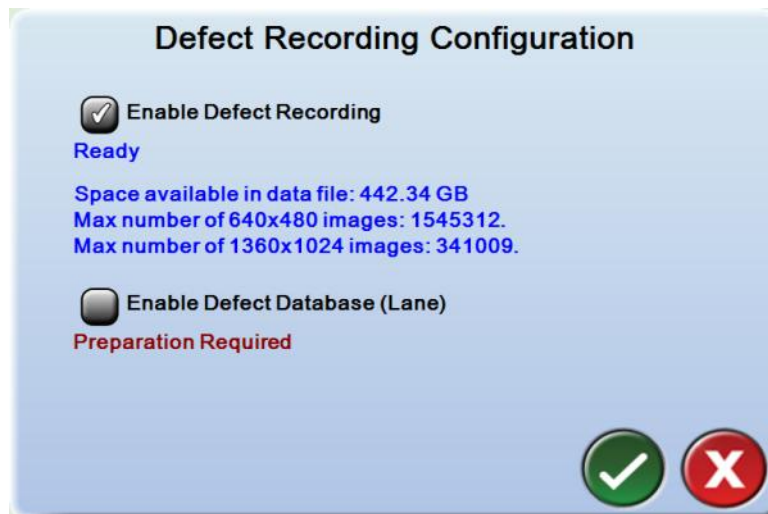 Defect Recording Configuration
Enable Defect Recording
Ready
Space available in data file: 442.34 GB
Max number of 640x480 images: 1545312.
Max number of 1360x1024 images: 341009.
Enable Defect Database (Lane)
Preparation Required